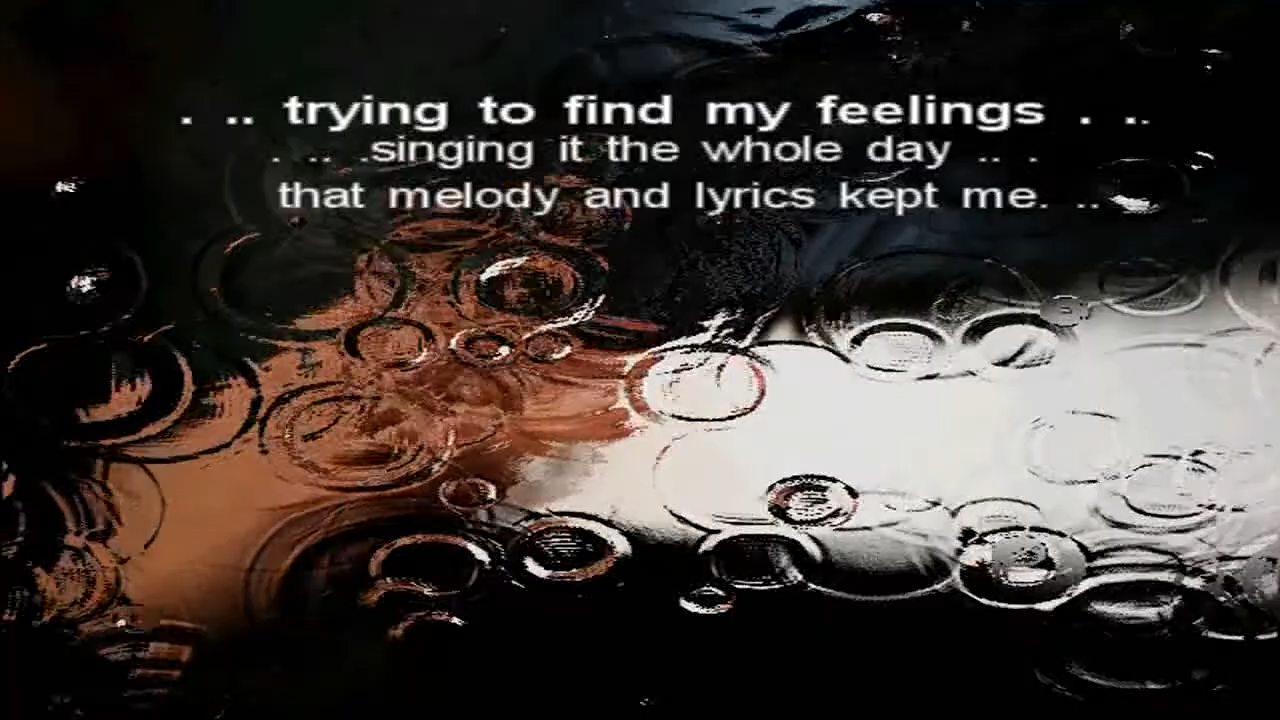 . .. trying to find my feelings . ..
. .. .singing it the whole day .. .
that melody and lyrics kept me. ..